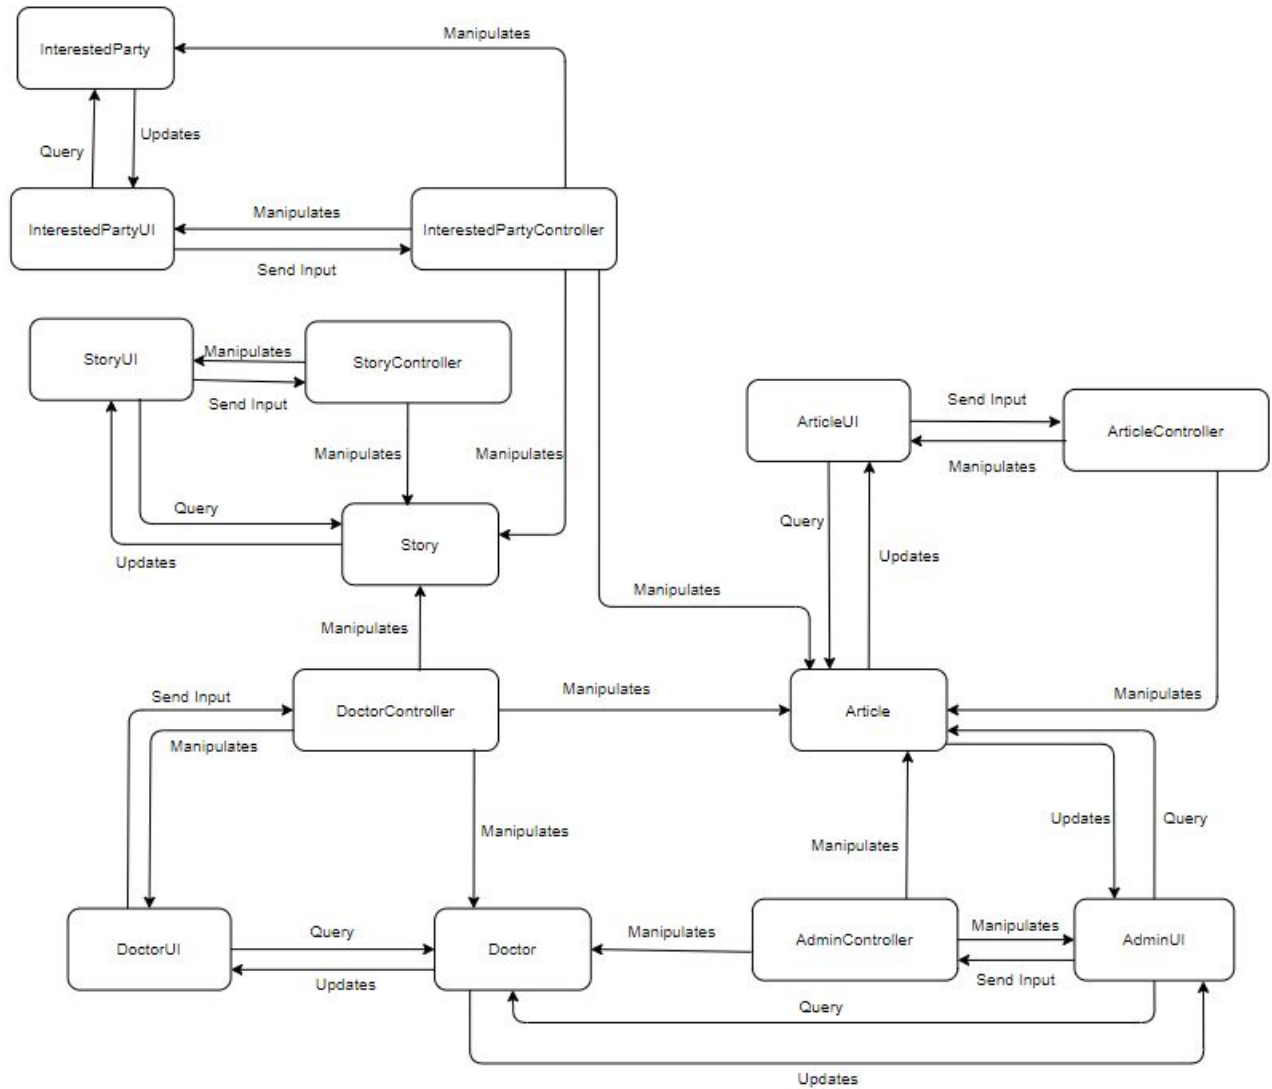 Manipulates
InterestedParty
Updates
Query
Manipulates
InterestedPartyUI
InterestedPartyController
Send Input
Manipulates
StoryUI
StoryController
Send Input
Send Input
ArticleUI
ArticleController
Manipulates
Manipulates
Manipulates
Query
Query
Story
Updates
Updates
Manipulates
Manipulates
Send Input
Manipulates
Manipulates
DoctorController
Article
Manipulates
Updates
Query
Manipulates
Manipulates
Query
Manipulates
Manipulates
DoctorUI
Doctor
AdminController
AdminUI
Updates
Send Input
Query
Updates